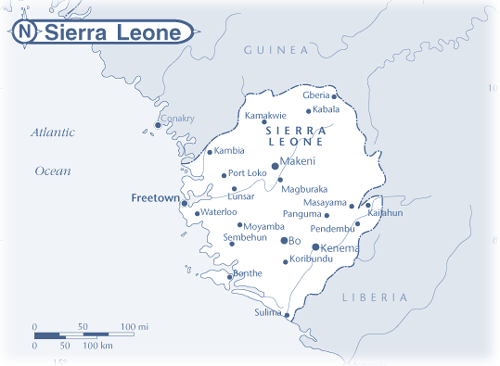 N Sierra Leone
GUINEA
10
Gberia
Kabala
Kamakwie
Conakry
SIERRA
LEONE
Atlantic
Ocean
Kambia
Makeni
Port Loko
Magburaka
Lunsar
Freetown
Masayama
Kailahun
Waterloo
Panguma
Pendembu
Moyamba
Sembehun
Bo
Kenema
Koribundu
Bonthe
LIBERIA
Sulima
0 50 100 mi
0 50 100 km
15°